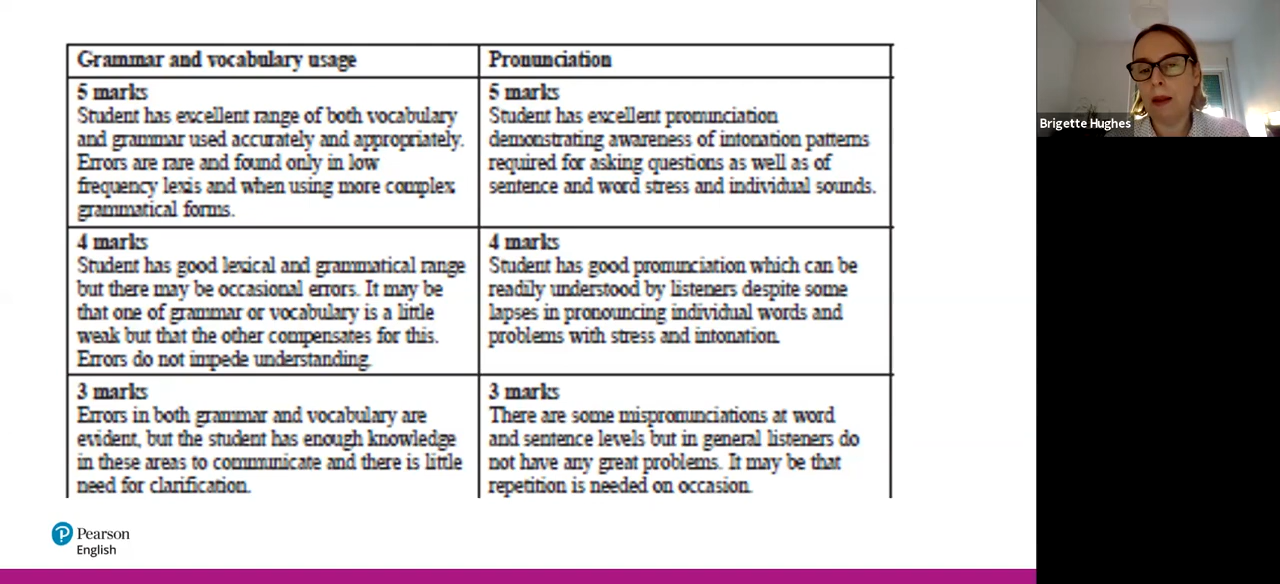 Grammar and vocabulary usage
Pronunciation
5 marks
Student has excellent range of both vocabulary
and grammar used accurately and appropriately.
Errors are rare and found only in low
frequency lexis and when using more complex
grammatical forms.
5 marks
Student has excellent pronunciation
demonstrating awareness of intonation patterns
required for asking questions as well as of
sentence and word stress and individual sounds.
4 marks
Student has good lexical and grammatical range
but there may be occasional errors. It may be
that one of grammar or vocabulary is a little
weak but that the other compensates for this.
Errors do not impede understanding.
4 marks
Student has good pronunciation which can be
readily understood by listeners despite some
lapses in pronouncing individual words and
problems with stress and intonation.
3 marks
Errors in both grammar and vocabulary are
evident, but the student has enough knowledge
in these areas to communicate and there is little
need for clarification.
3 marks
There are some mispronunciations at word
and sentence levels but in general listeners do
not have any great problems. It may be that
repetition is needed on occasion.
Brigette Hughes
P Pearson
English